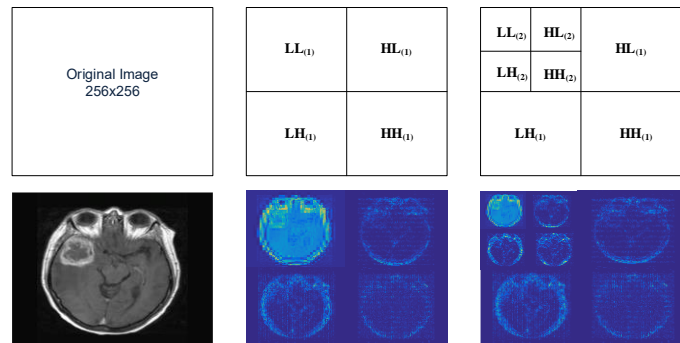 Original Image
256x256
LL(1)
HL(1)
LH(1)
HH(1)
LL(2)
HL(2)
LH(2)
HH(2)
HL(1)
LH(1)
HH(1)